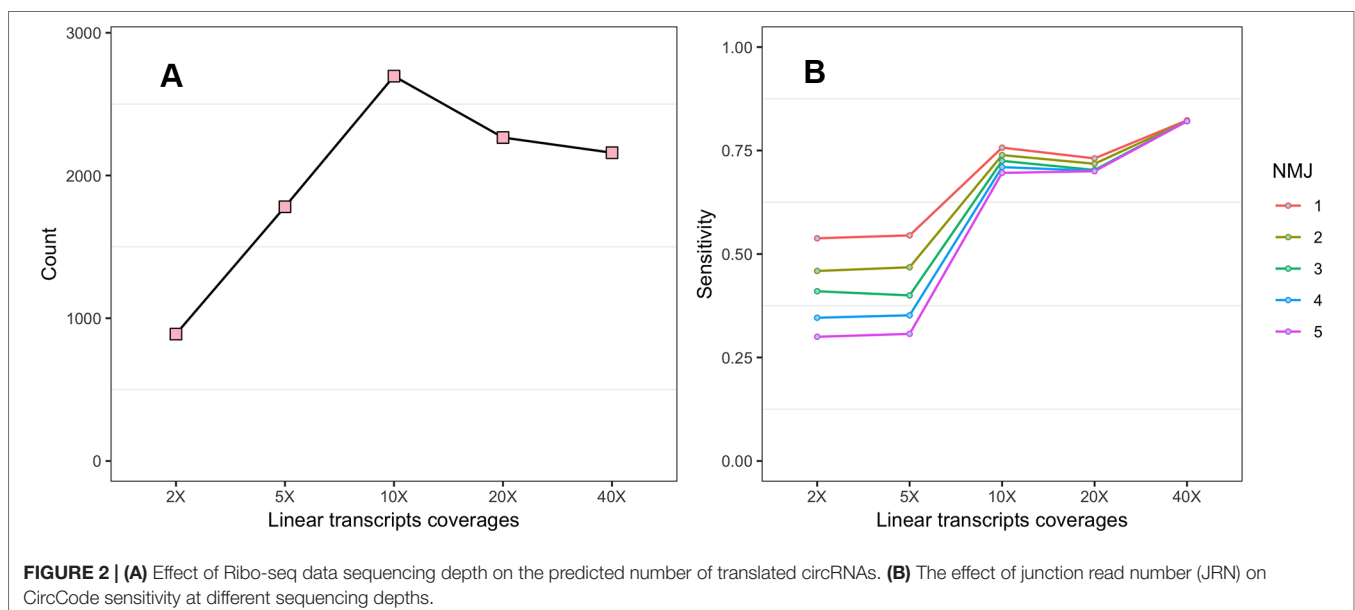 A
3000
2000
1000
0
Count
2X 5X 10X 20X 40X
Linear transcripts coverages
B
1.00
0.75
0.50
0.25
0.00
Sensitivity
2X 5X 10X 20X 40X
Linear transcripts coverages
NMJ
1
2
3
4
5
FIGURE 2 | (A) Effect of Ribo-seq data sequencing depth on the predicted number of translated circRNAs. (B) The effect of junction read number (JRN) on
CircCode sensitivity at different sequencing depths.